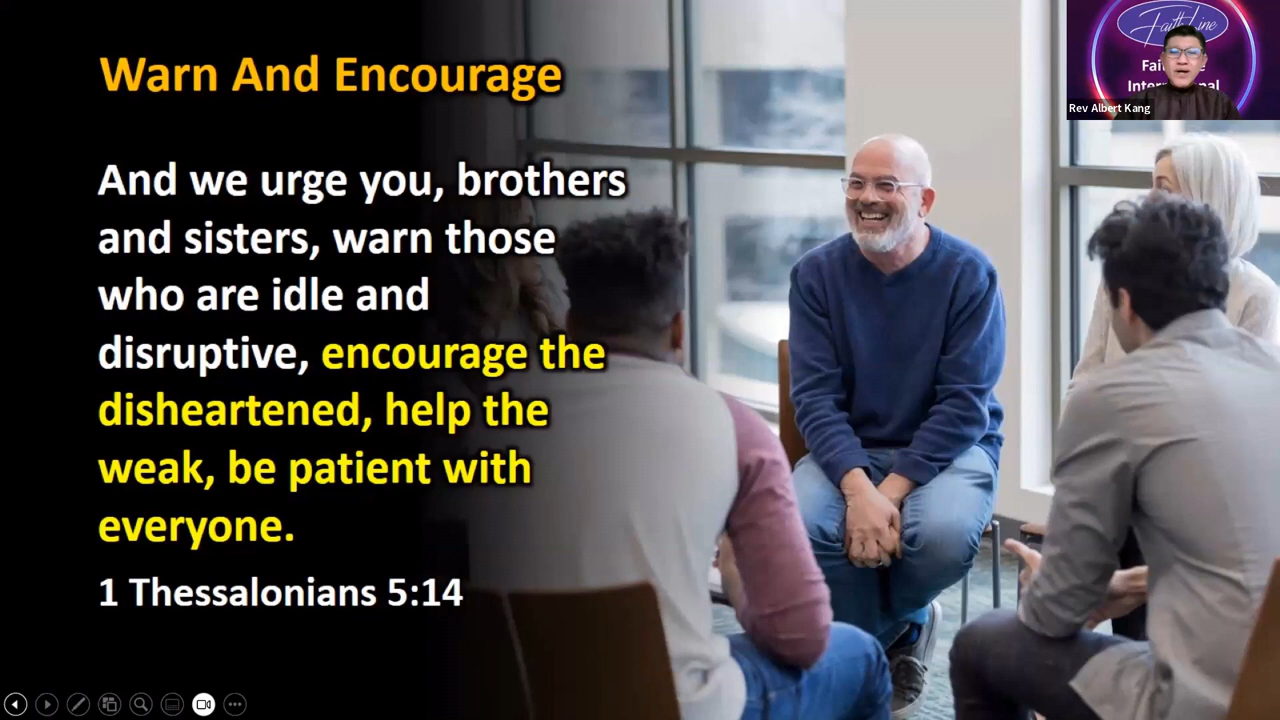 Warn And Encourage
And we urge you, brothers
and sisters, warn those
who are idle and
disruptive, encourage the
disheartened, help the
weak, be patient with
everyone.
1 Thessalonians 5:14
Rev Albert Kang